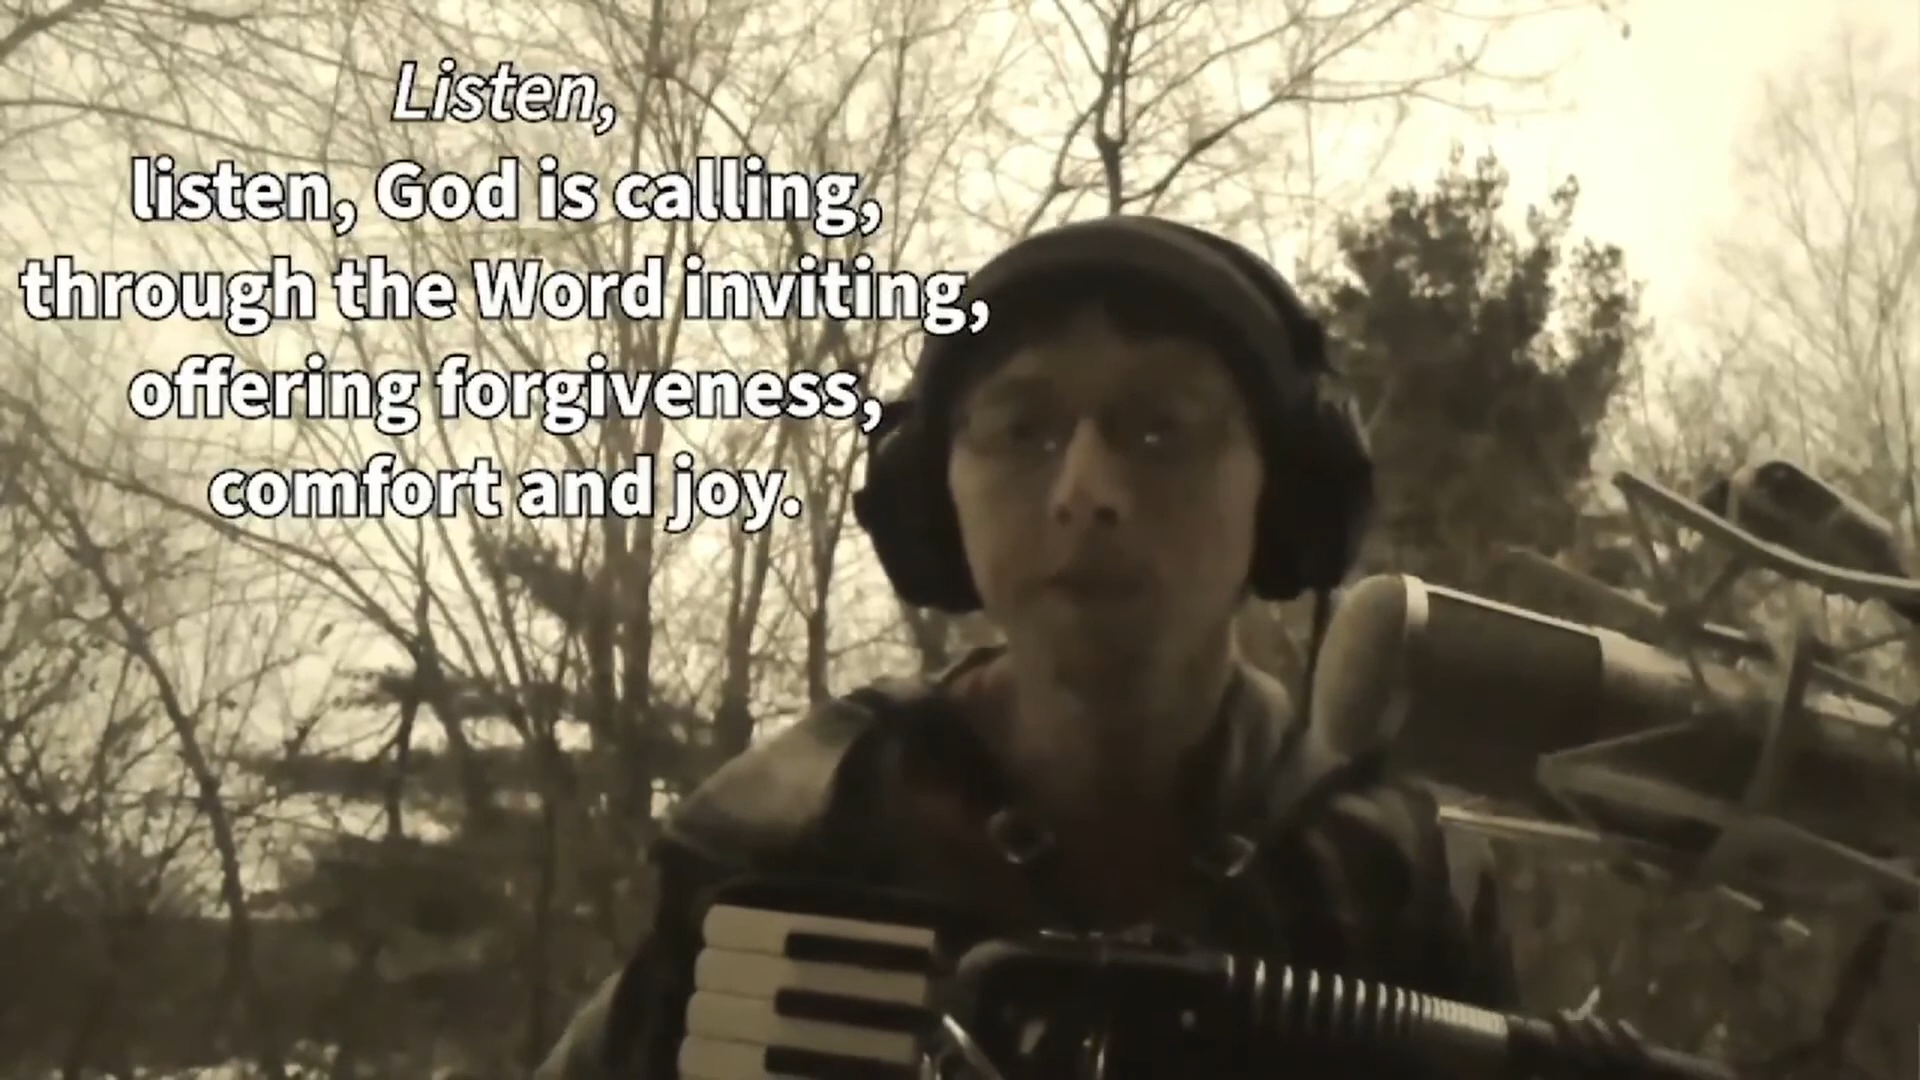 Listen,
listen, God is calling,
through the Word inviting,
offering forgiveness,
comfort and joy.